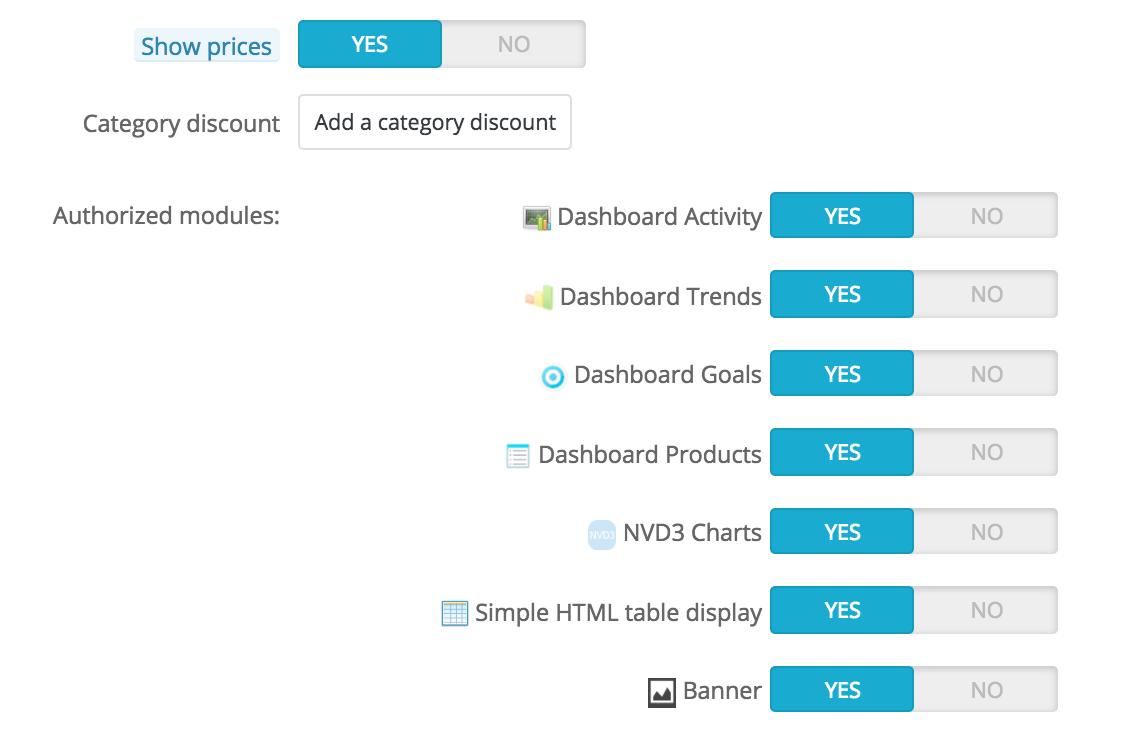 Show prices YES NO
Category discount Add a category discount
Authorized modules: Dashboard Activity YES NO
Dashboard Trends YES NO
Dashboard Goals YES NO
Dashboard Products YES NO
NVD3 NVD3 Charts YES NO
Simple HTML table display YES NO
Banner YES NO